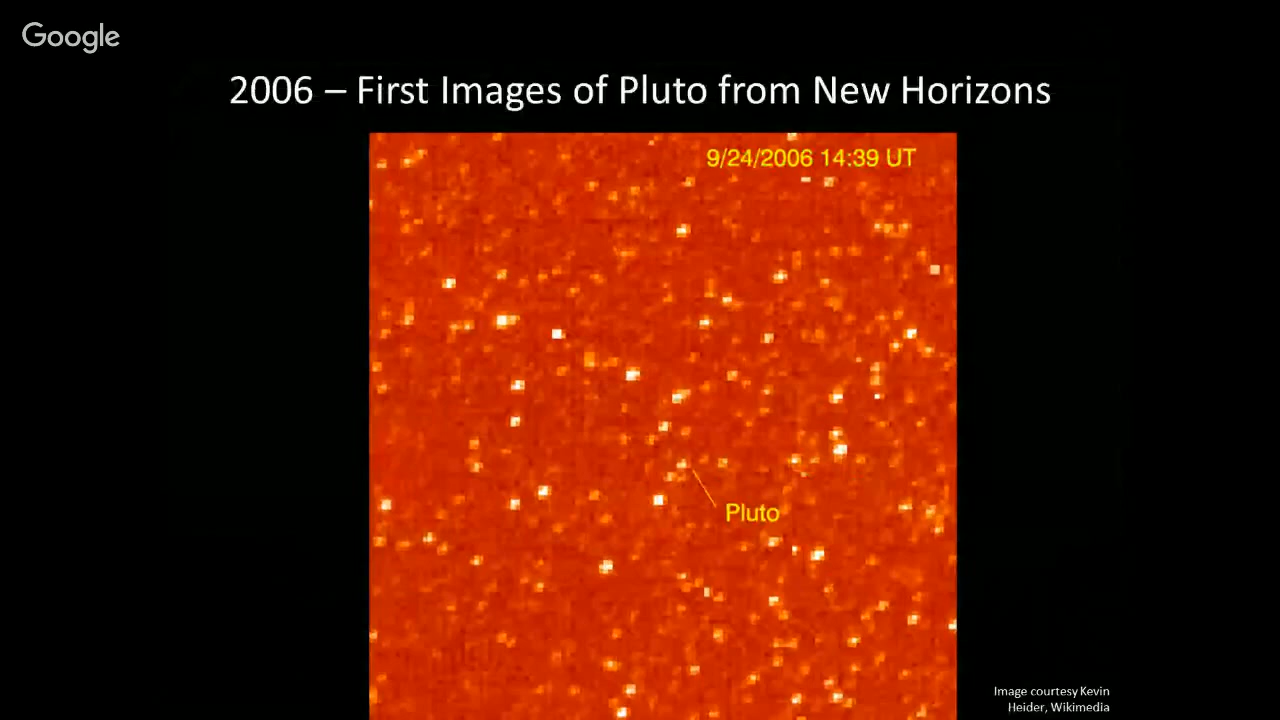 Google
2006 – First Images of Pluto from New Horizons
9/24/2006 14:39 UT
Pluto
Image courtesy Kevin
Heider, Wikimedia